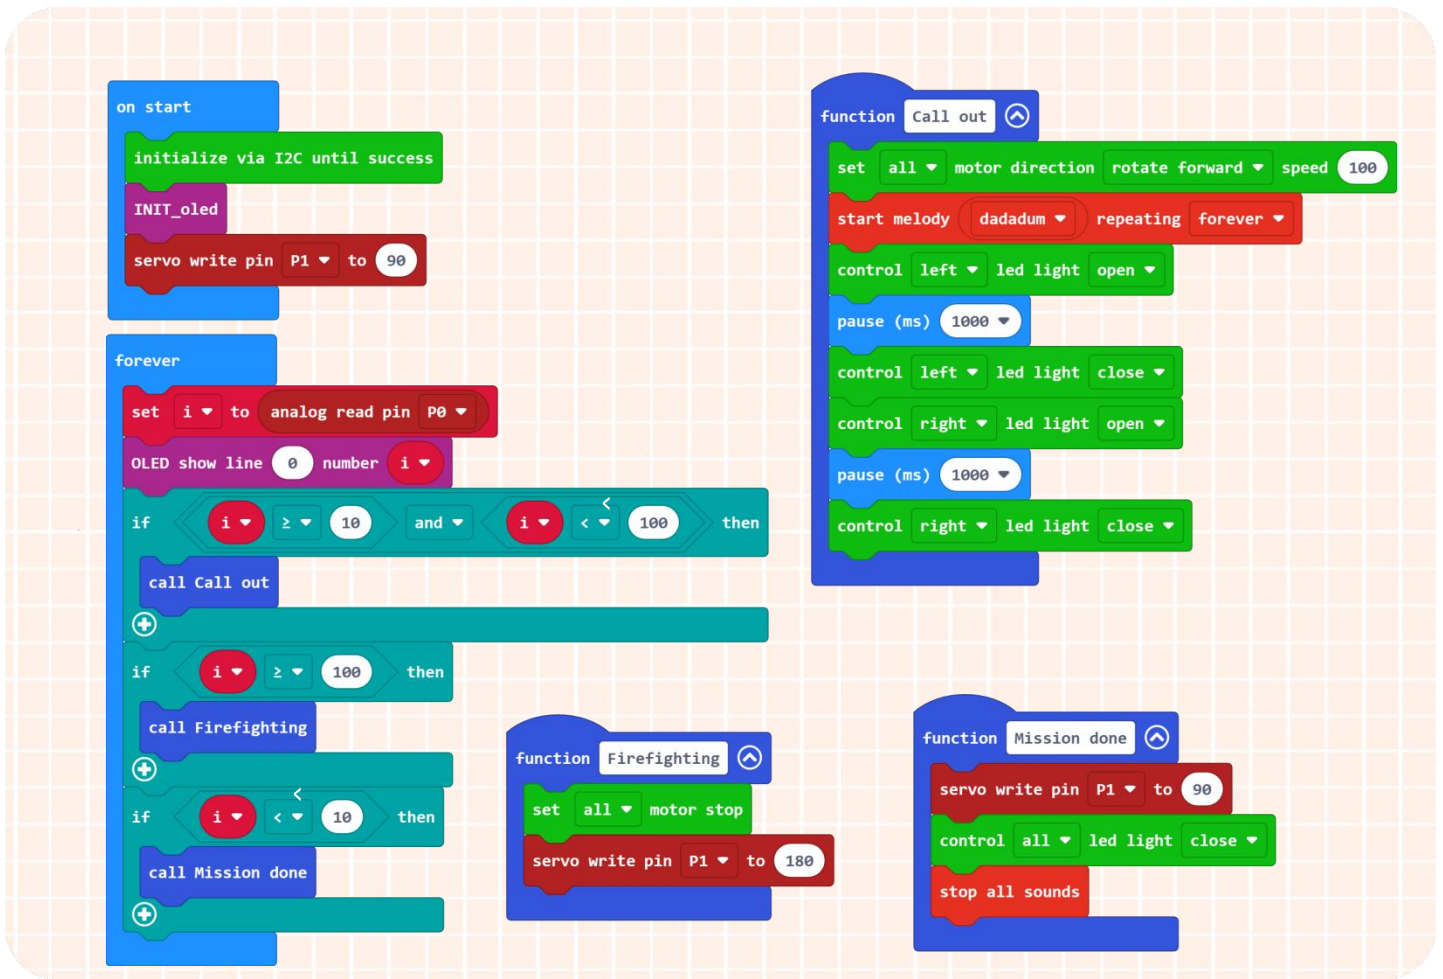 on start
initialize via I2C until success
INIT_oled
servo write pin P1 to 90
forever
set i to analog read pin P0
OLED show line 0 number i
if i ≥ 10 and i < 100 then
call Call out
if i ≥ 100 then
call Firefighting
if i < 10 then
call Mission done
function Call out
set all motor direction rotate forward speed 100
start melody dadadum repeating forever
control left led light open
pause (ms) 1000
control left led light close
control right led light open
pause (ms) 1000
control right led light close
function Firefighting
set all motor stop
servo write pin P1 to 180
function Mission done
servo write pin P1 to 90
control all led light close
stop all sounds